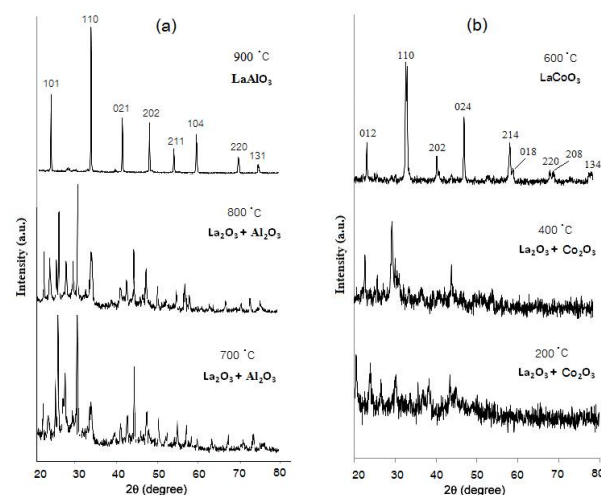 (a)
900 °C
LaAlO₃
101
110
021
202
211
104
220
131
800 °C
La₂O₃ + Al₂O₃
700 °C
La₂O₃ + Al₂O₃
Intensity (a.u.)
20 30 40 50 60 70 80
2θ (degree)
(b)
600 °C
LaCoO₃
012
110
202
024
214
018
220
208
134
400 °C
La₂O₃ + Co₂O₃
200 °C
La₂O₃ + Co₂O₃
Intensity (a.u.)
20 30 40 50 60 70 80
2θ (degree)